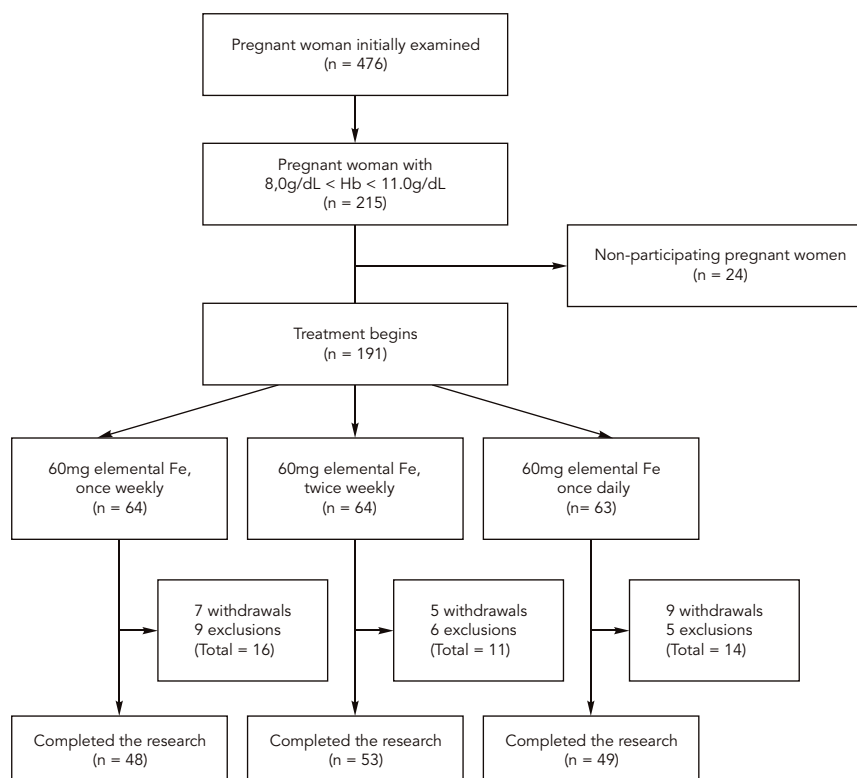 Pregnant woman initially examined
(n = 476)
Pregnant woman with
8,0g/dL < Hb < 11.0g/dL
(n = 215)
Non-participating pregnant women
(n = 24)
Treatment begins
(n = 191)
60mg elemental Fe,
once weekly
(n = 64)
60mg elemental Fe,
twice weekly
(n = 64)
60mg elemental Fe
once daily
(n= 63)
7 withdrawals
9 exclusions
(Total = 16)
5 withdrawals
6 exclusions
(Total = 11)
9 withdrawals
5 exclusions
(Total = 14)
Completed the research
(n = 48)
Completed the research
(n = 53)
Completed the research
(n = 49)